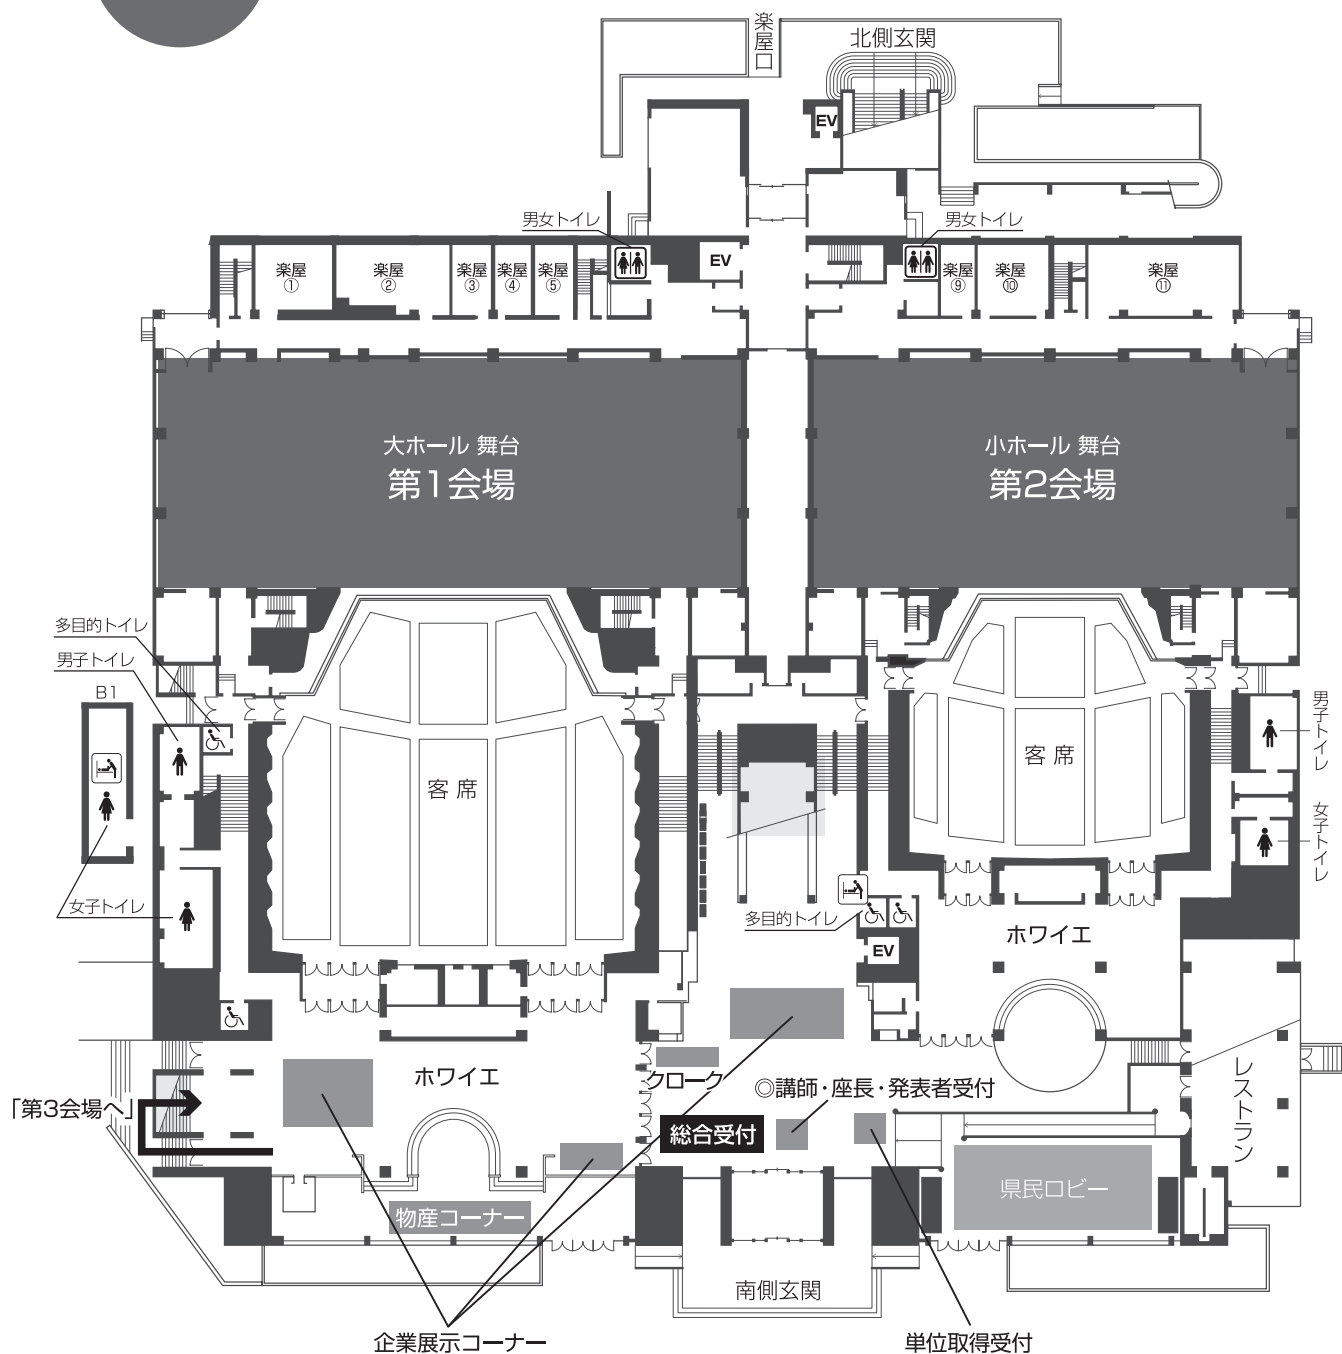 楽屋口
北側玄関
EV
男女トイレ
男女トイレ
楽屋
①
楽屋
②
楽屋
③
楽屋
④
楽屋
⑤
EV
楽屋
⑨
楽屋
⑩
楽屋
⑪
大ホール 舞台
第1会場
小ホール 舞台
第2会場
多目的トイレ
男子トイレ
B1
女子トイレ
客席
客席
男子トイレ
女子トイレ
多目的トイレ
EV
ホワイエ
ホワイエ
クローク
◎講師・座長・発表者受付
「第3会場へ」
総合受付
レストラン
県民ロビー
物産コーナー
南側玄関
企業展示コーナー
単位取得受付